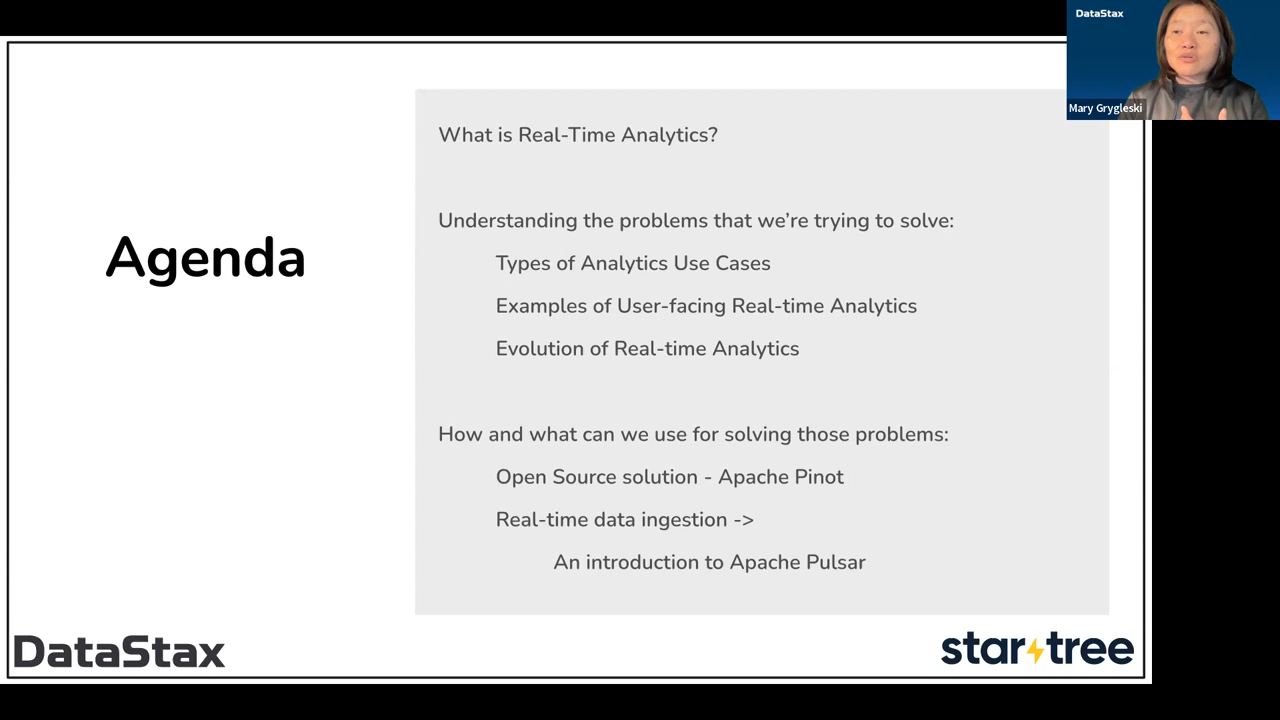 DataStax
Mary Grygleski
What is Real-Time Analytics?
Agenda
Understanding the problems that we’re trying to solve:
Types of Analytics Use Cases
Examples of User-facing Real-time Analytics
Evolution of Real-time Analytics
How and what can we use for solving those problems:
Open Source solution - Apache Pinot
Real-time data ingestion ->
An introduction to Apache Pulsar
DataStax
startree